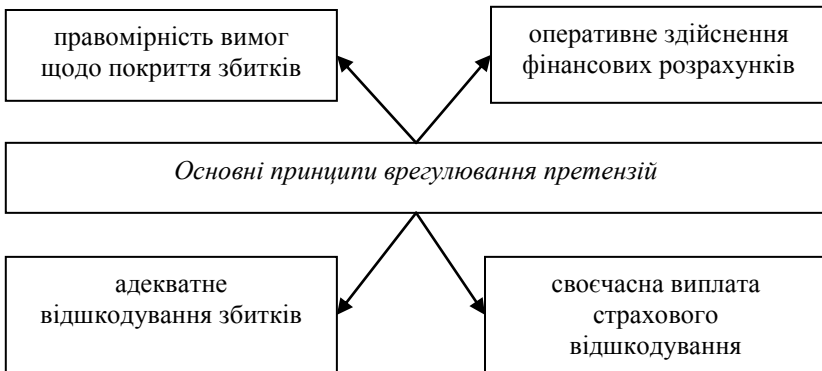 правомірність вимог
щодо покриття збитків
оперативне здійснення
фінансових розрахунків
Основні принципи врегулювання претензій
адекватне
відшкодування збитків
своєчасна виплата
страхового
відшкодування